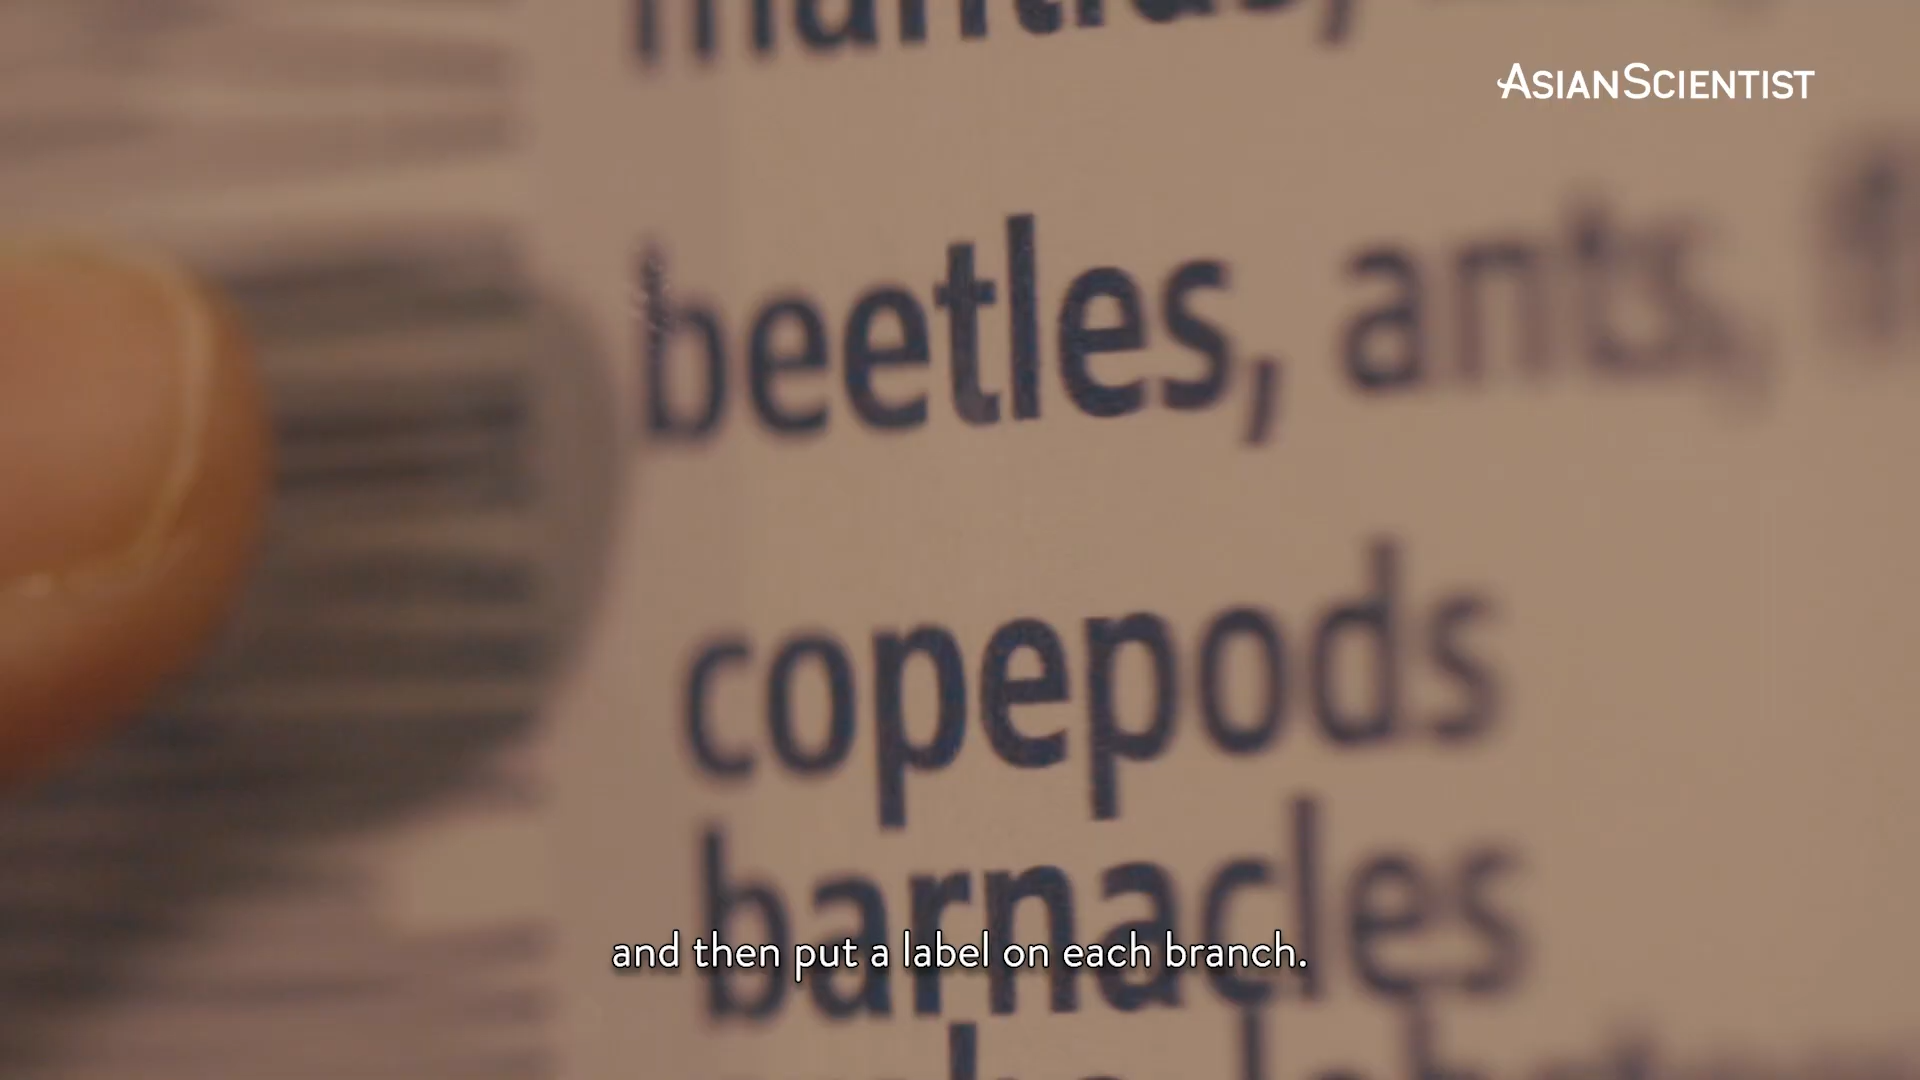 ASIANSCIENTIST
beetles, ants,
copepods
barnacles
and then put a label on each branch.